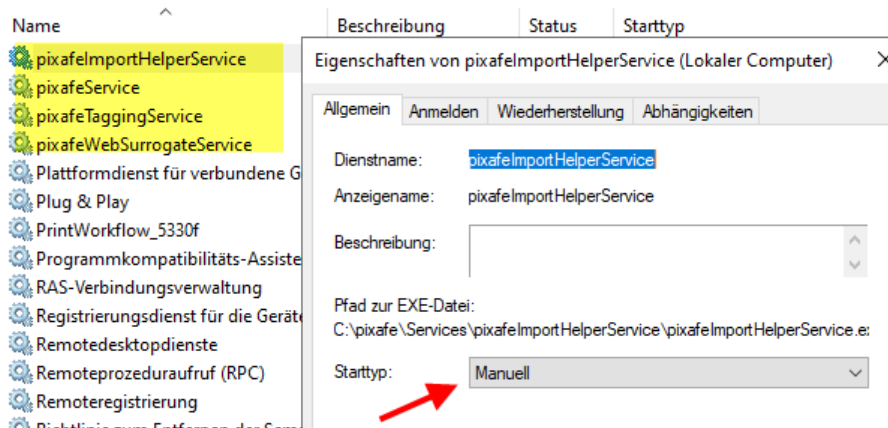 Name Beschreibung Status Starttyp
pixafeImportHelperService
pixafeService
pixafeTaggingService
pixafeWebSurrogateService
Plattformdienst für verbundene G
Plug & Play
PrintWorkflow_5330f
Programmkompatibilitäts-Assiste
RAS-Verbindungsverwaltung
Registrierungsdienst für die Geräte
Remotedesktopdienste
Remoteprozeduraufruf (RPC)
Remoteregistrierung
Eigenschaften von pixafeImportHelperService (Lokaler Computer)
Allgemein Anmelden Wiederherstellung Abhängigkeiten
Dienstname: pixafeImportHelperService
Anzeigename: pixafeImportHelperService
Beschreibung:
Pfad zur EXE-Datei:
C:\pixafe\Services\pixafeImportHelperService\pixafeImportHelperService.ex
Starttyp: Manuell